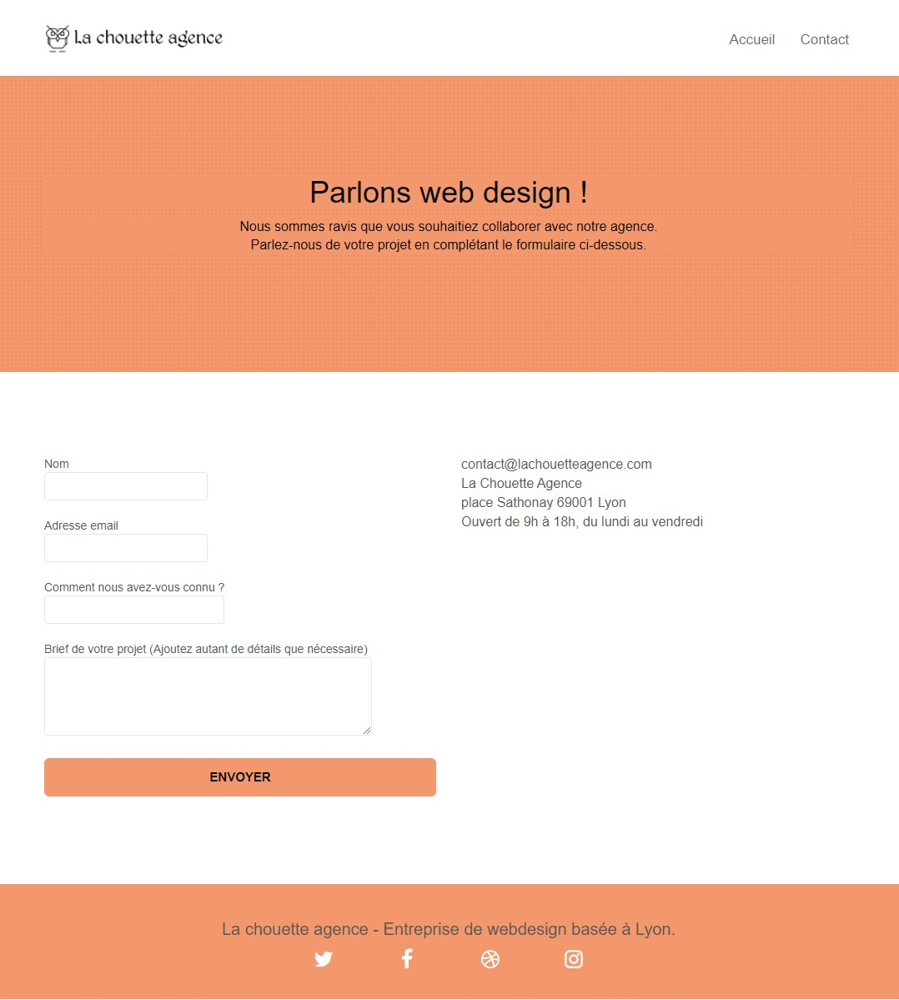 La chouette agence
Accueil
Contact
Parlons web design !
Nous sommes ravis que vous souhaitiez collaborer avec notre agence.
Parlez-nous de votre projet en complétant le formulaire ci-dessous.
Nom
Adresse email
Comment nous avez-vous connu ?
Brief de votre projet (Ajoutez autant de détails que nécessaire)
ENVOYER
contact@lachouetteagence.com
La Chouette Agence
place Sathonay 69001 Lyon
Ouvert de 9h à 18h, du lundi au vendredi
La chouette agence - Entreprise de webdesign basée à Lyon.